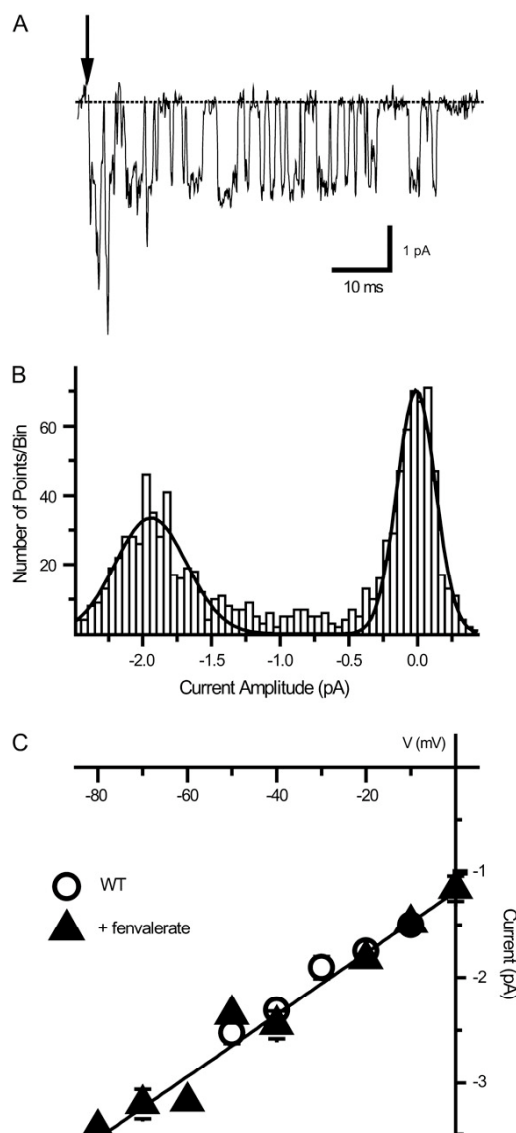 A
1 pA
10 ms
B
Number of Points/Bin
60
40
20
-2.0 -1.5 -1.0 -0.5 0.0
Current Amplitude (pA)
C
V (mV)
-80 -60 -40 -20
WT
+ fenvalerate
-1
-2
-3
Current (pA)